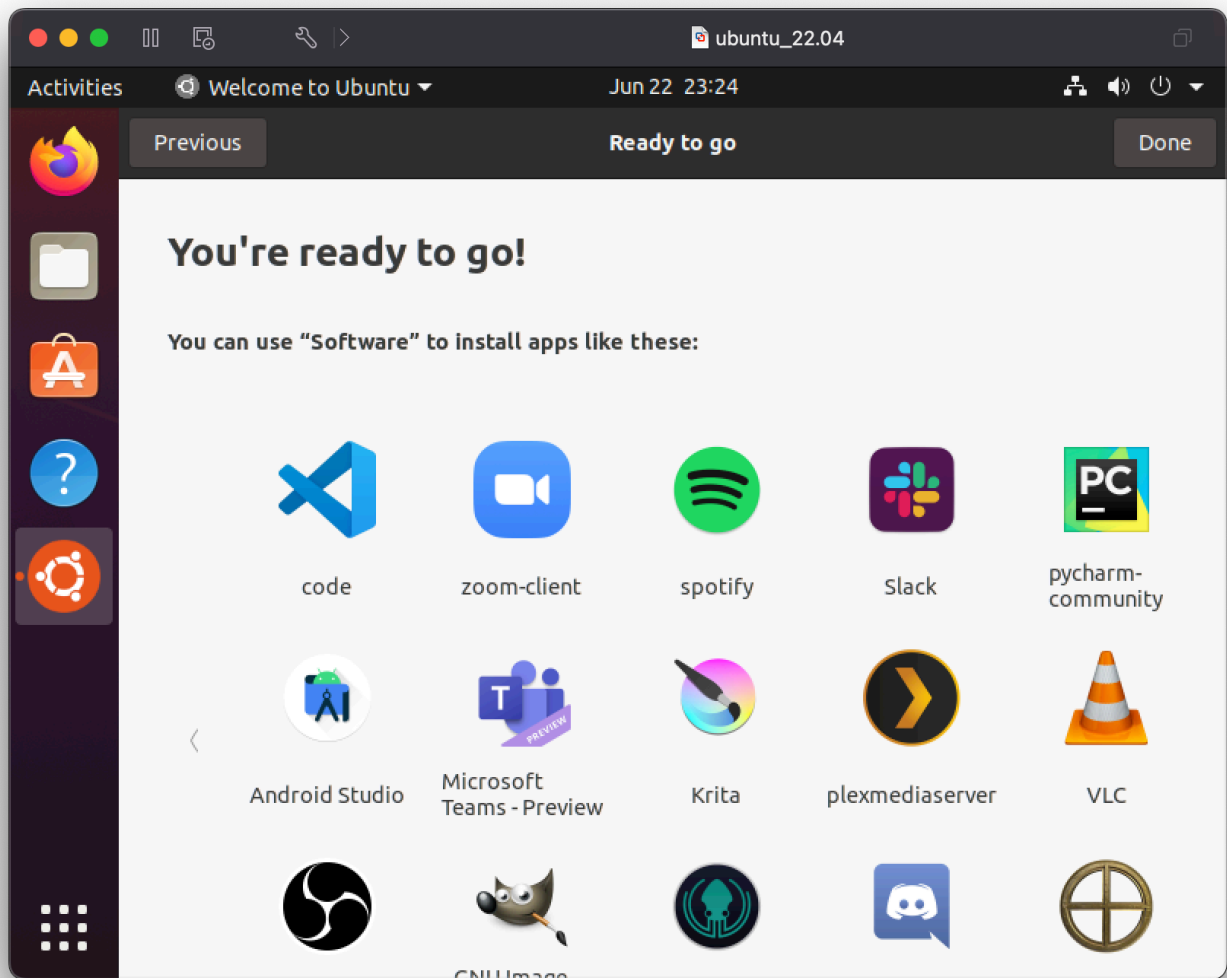 ubuntu_22.04
Activities Welcome to Ubuntu Jun 22 23:24
Previous Ready to go Done
You're ready to go!
You can use “Software” to install apps like these:
PC
code zoom-client spotify Slack pycharm-
community
T
PREVIEW
Android Studio Microsoft
Teams - Preview Krita plexmediaserver VLC
GNU Image